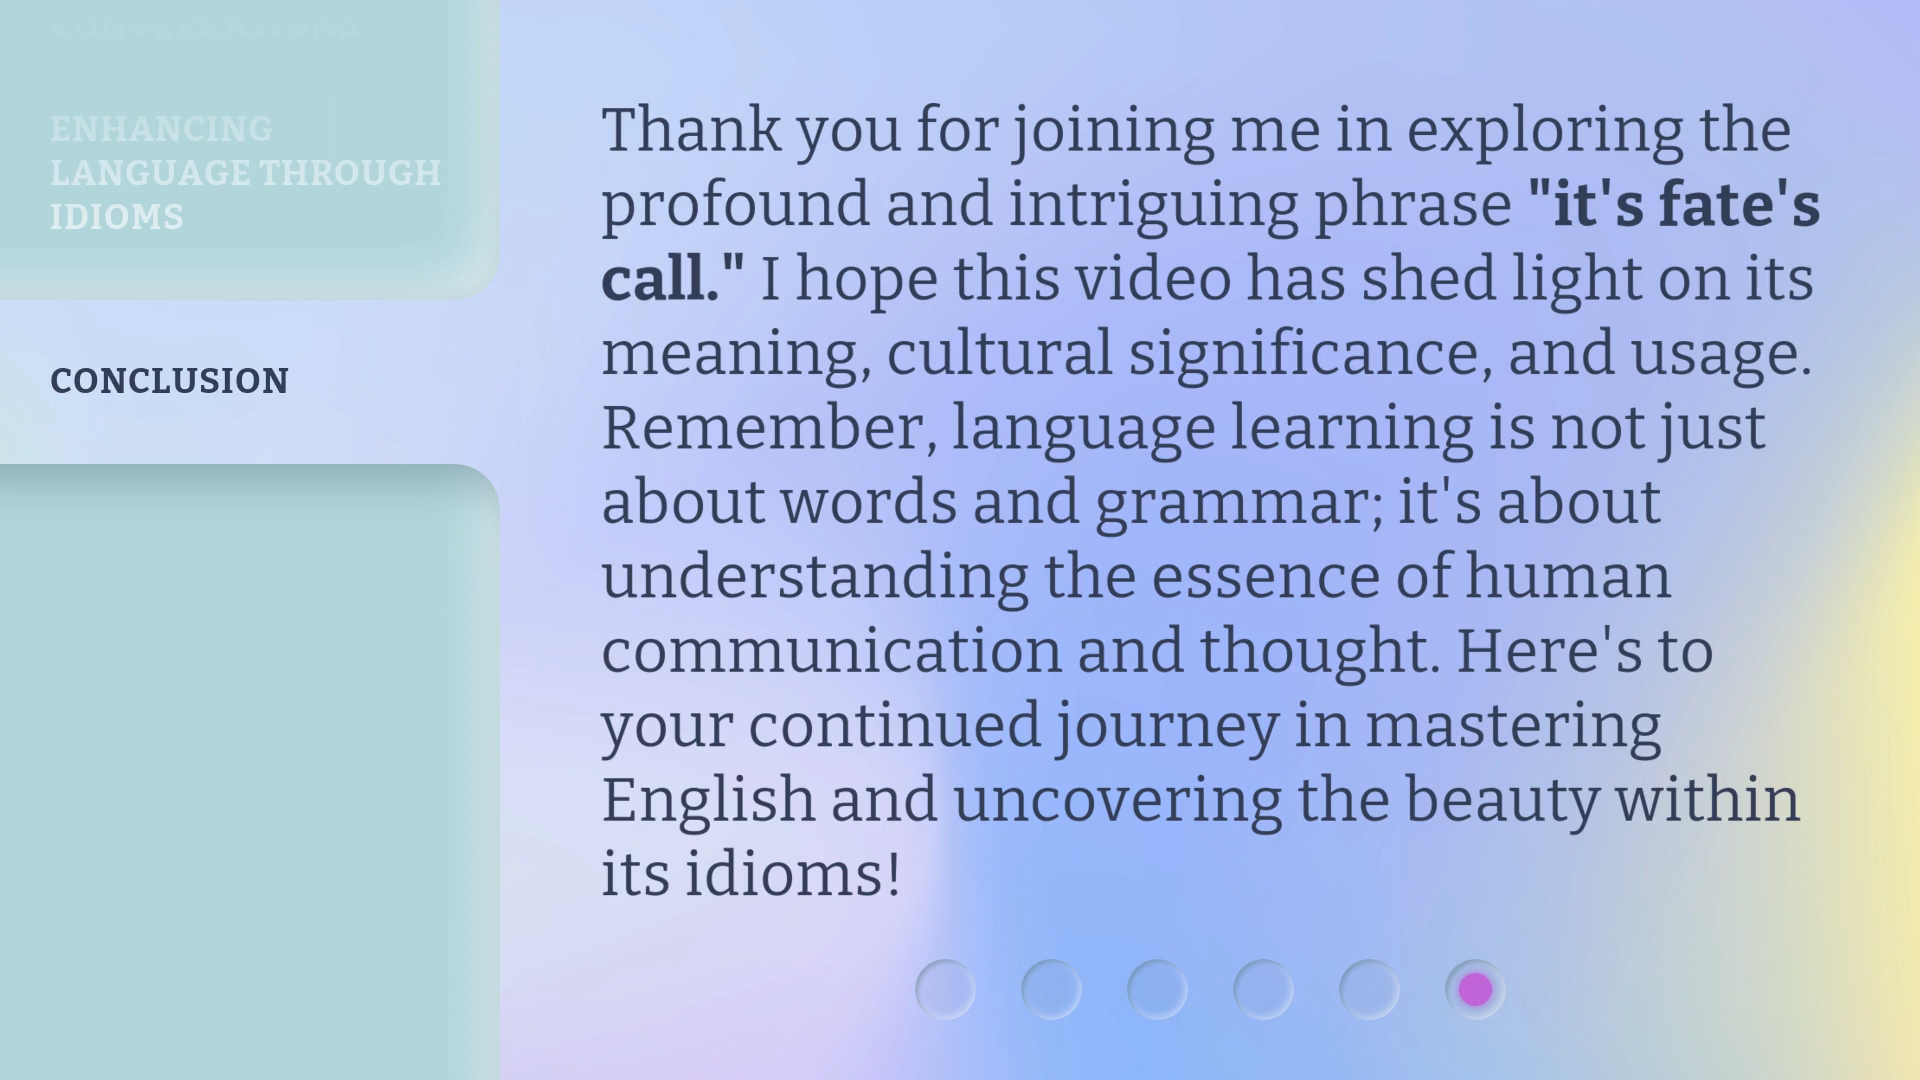 ENHANCING
LANGUAGE THROUGH
IDIOMS
CONCLUSION
Thank you for joining me in exploring the
profound and intriguing phrase "it's fate's
call." I hope this video has shed light on its
meaning, cultural significance, and usage.
Remember, language learning is not just
about words and grammar; it's about
understanding the essence of human
communication and thought. Here's to
your continued journey in mastering
English and uncovering the beauty within
its idioms!